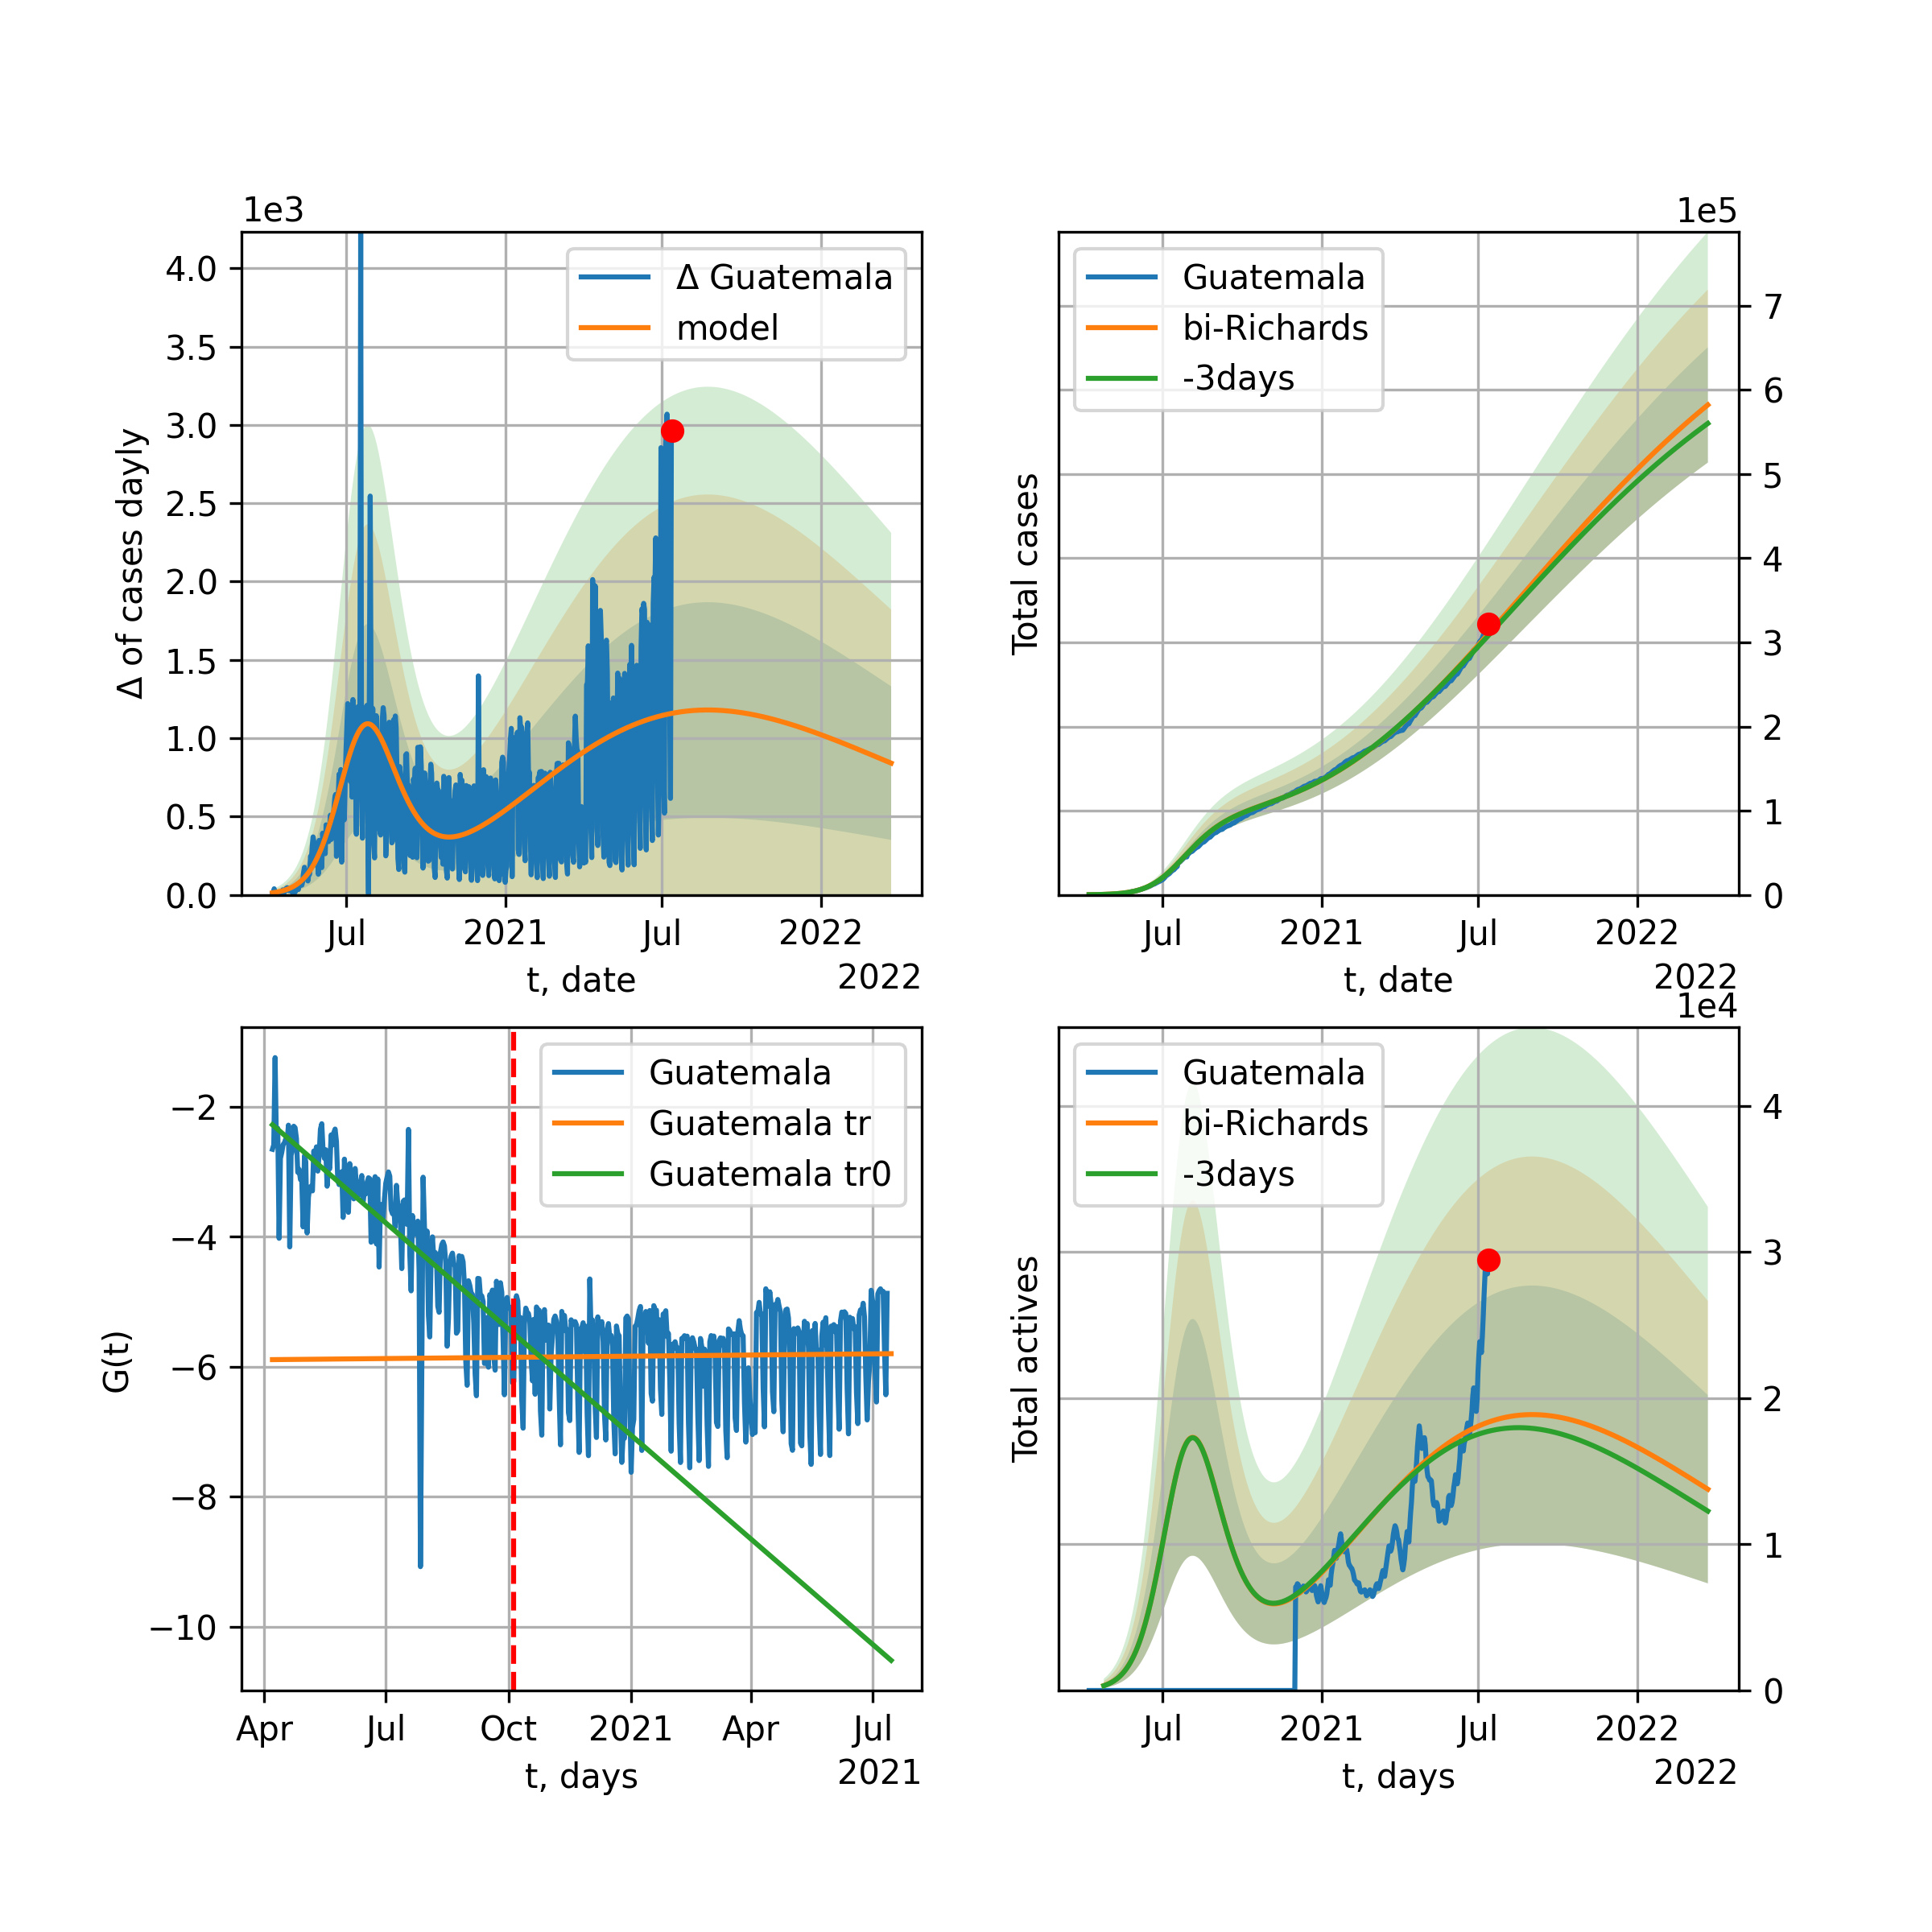 1e3
Δ of cases dayly
4.0
3.5
3.0
2.5
2.0
1.5
1.0
0.5
0.0
Δ Guatemala
model
Jul
2021
Jul
2022
t, date
2022
1e5
Total cases
Guatemala
bi-Richards
-3days
7
6
5
4
3
2
1
0
Jul
2021
Jul
2022
t, date
2022
G(t)
−2
−4
−6
−8
−10
Guatemala
Guatemala tr
Guatemala tr0
Apr
Jul
Oct
2021
Apr
Jul
t, days
2021
1e4
Total actives
Guatemala
bi-Richards
-3days
4
3
2
1
0
Jul
2021
Jul
2022
t, days
2022